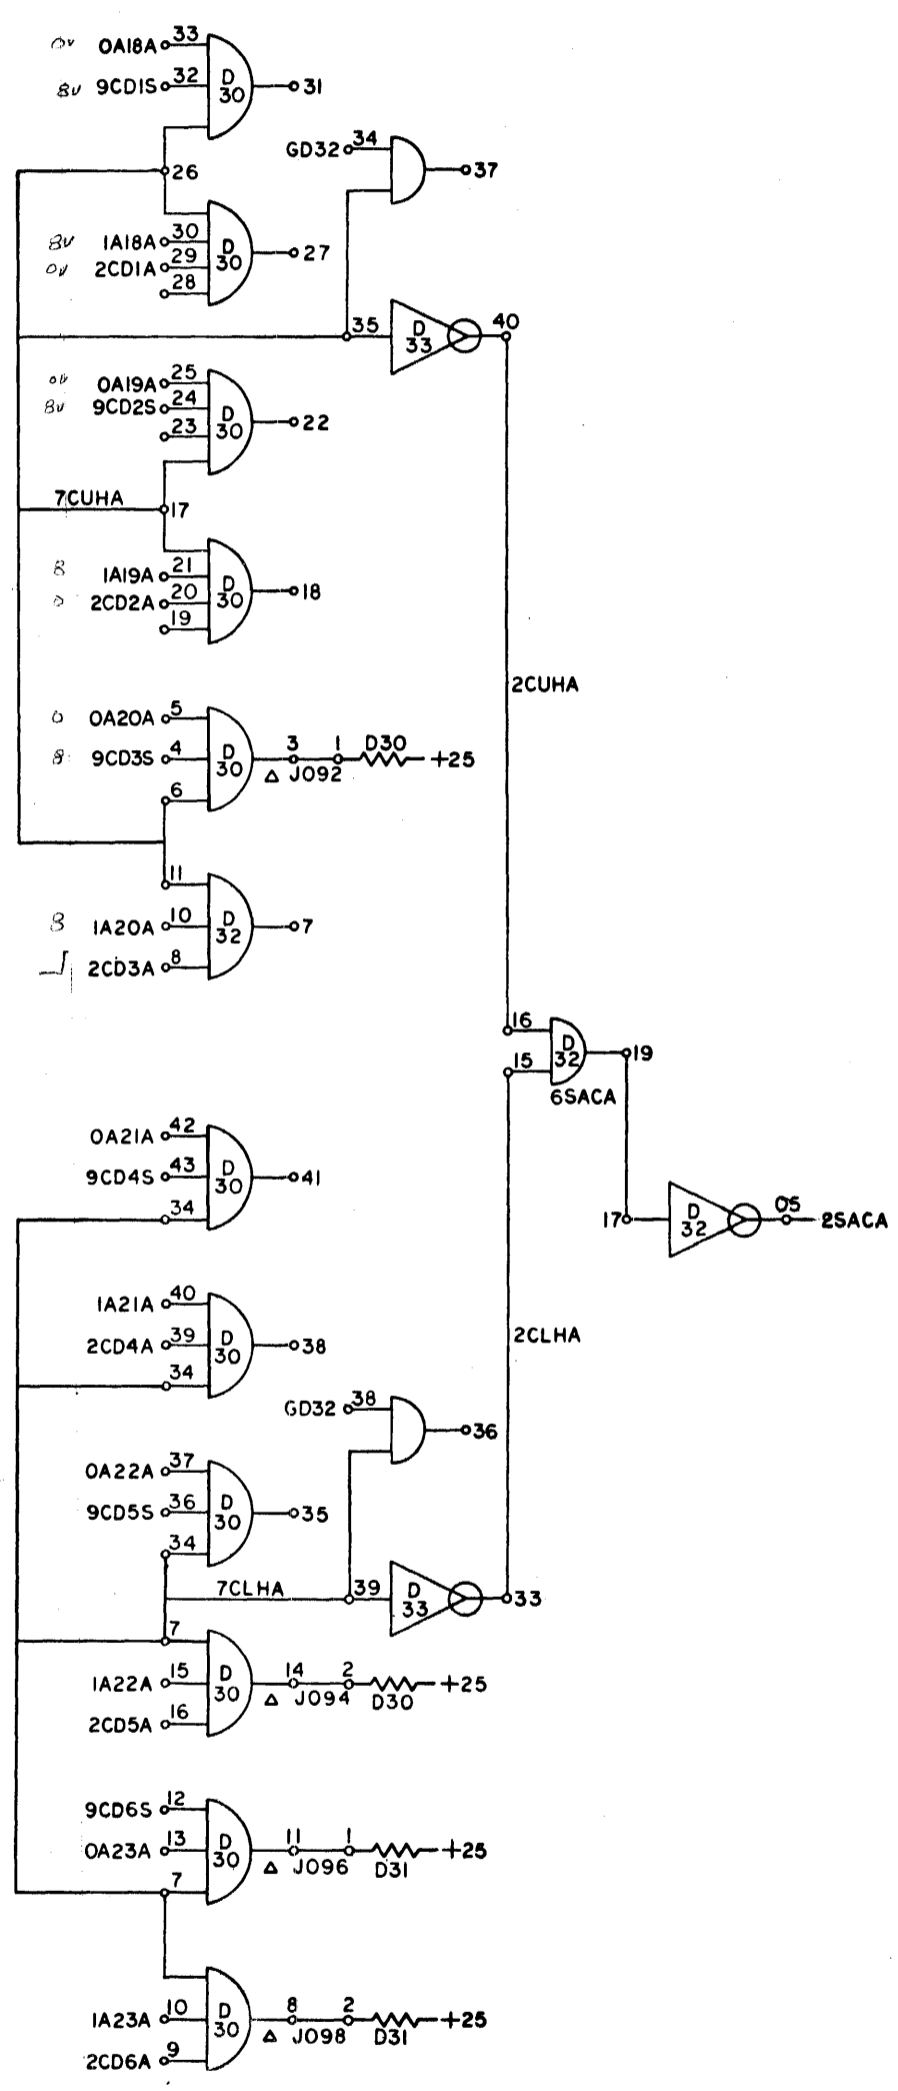 0v 0A18A 33
8v 9CD1S 32 D 30 31
GD32 34 37
26
8v 1A18A 30
0v 2CD1A 29 D 30 27
28
35 D 33 40
0v 0A19A 25
8v 9CD2S 24 D 30 22
23
7CUHA 17
8 1A19A 21
0 2CD2A 20 D 30 18
19
2CUHA
0 0A20A 5
8 9CD3S 4 D 30 3 1 D30 +25
Δ J092
6
11
8 1A20A 10 D 32 7
2CD3A 8
16
15 D 32 19
6SACA
0A21A 42
9CD4S 43 D 30 41
34
17 D 32 05 2SACA
1A21A 40
2CD4A 39 D 30 38
34
2CLHA
GD32 38 36
0A22A 37
9CD5S 36 D 30 35
34
7CLHA 39 D 33 33
7
1A22A 15 D 30 14 2 +25
Δ J094 D30
2CD5A 16
9CD6S 12
0A23A 13 D 30 11 1 +25
Δ J096 D31
7
1A23A 10 D 30 8 2 +25
Δ J098 D31
2CD6A 9